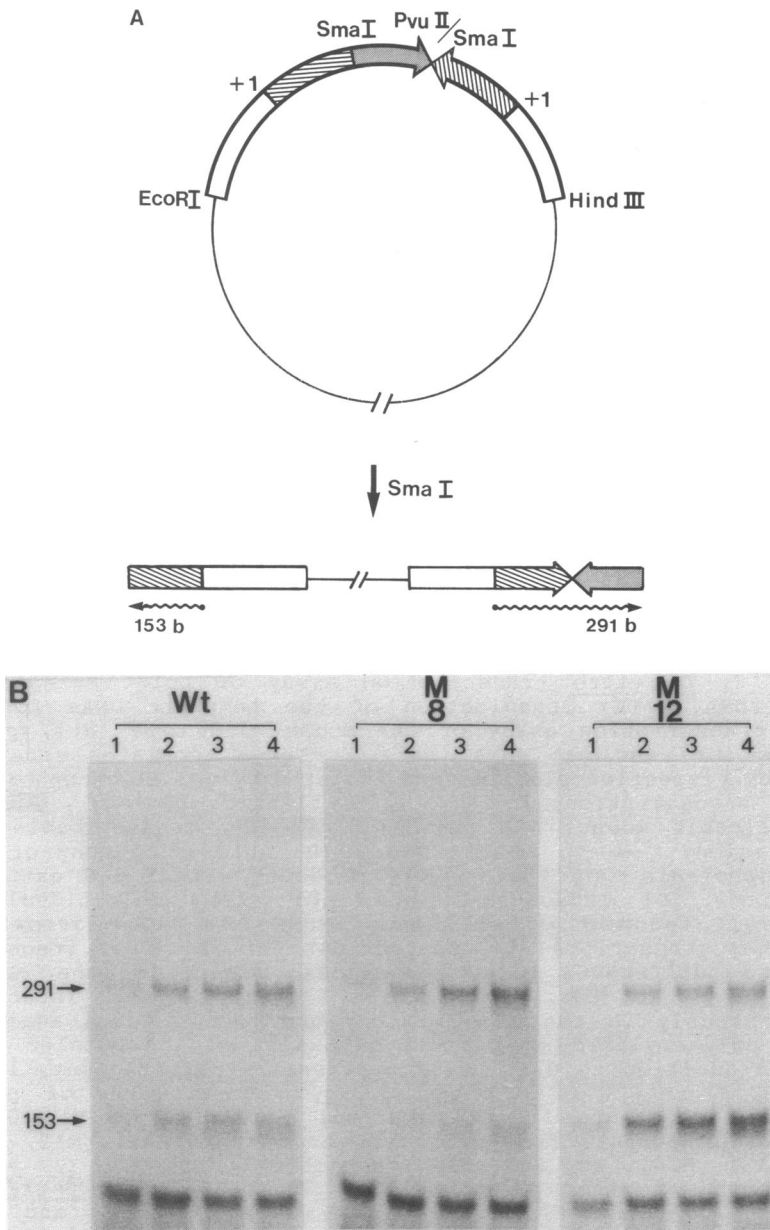 A
Sma I
Pvu II / Sma I
+1
+1
EcoRI
Hind III
Sma I
153 b
291 b
B
Wt
M 8
M 12
1 2 3 4
1 2 3 4
1 2 3 4
291
153